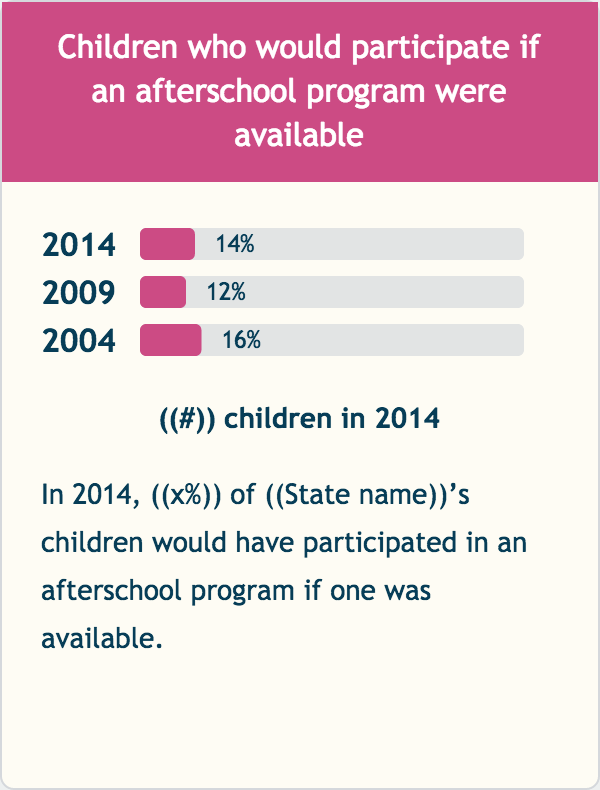 Children who would participate if
an afterschool program were
available
2014 14%
2009 12%
2004 16%
((#)) children in 2014
In 2014, ((x%)) of ((State name))’s
children would have participated in an
afterschool program if one was
available.